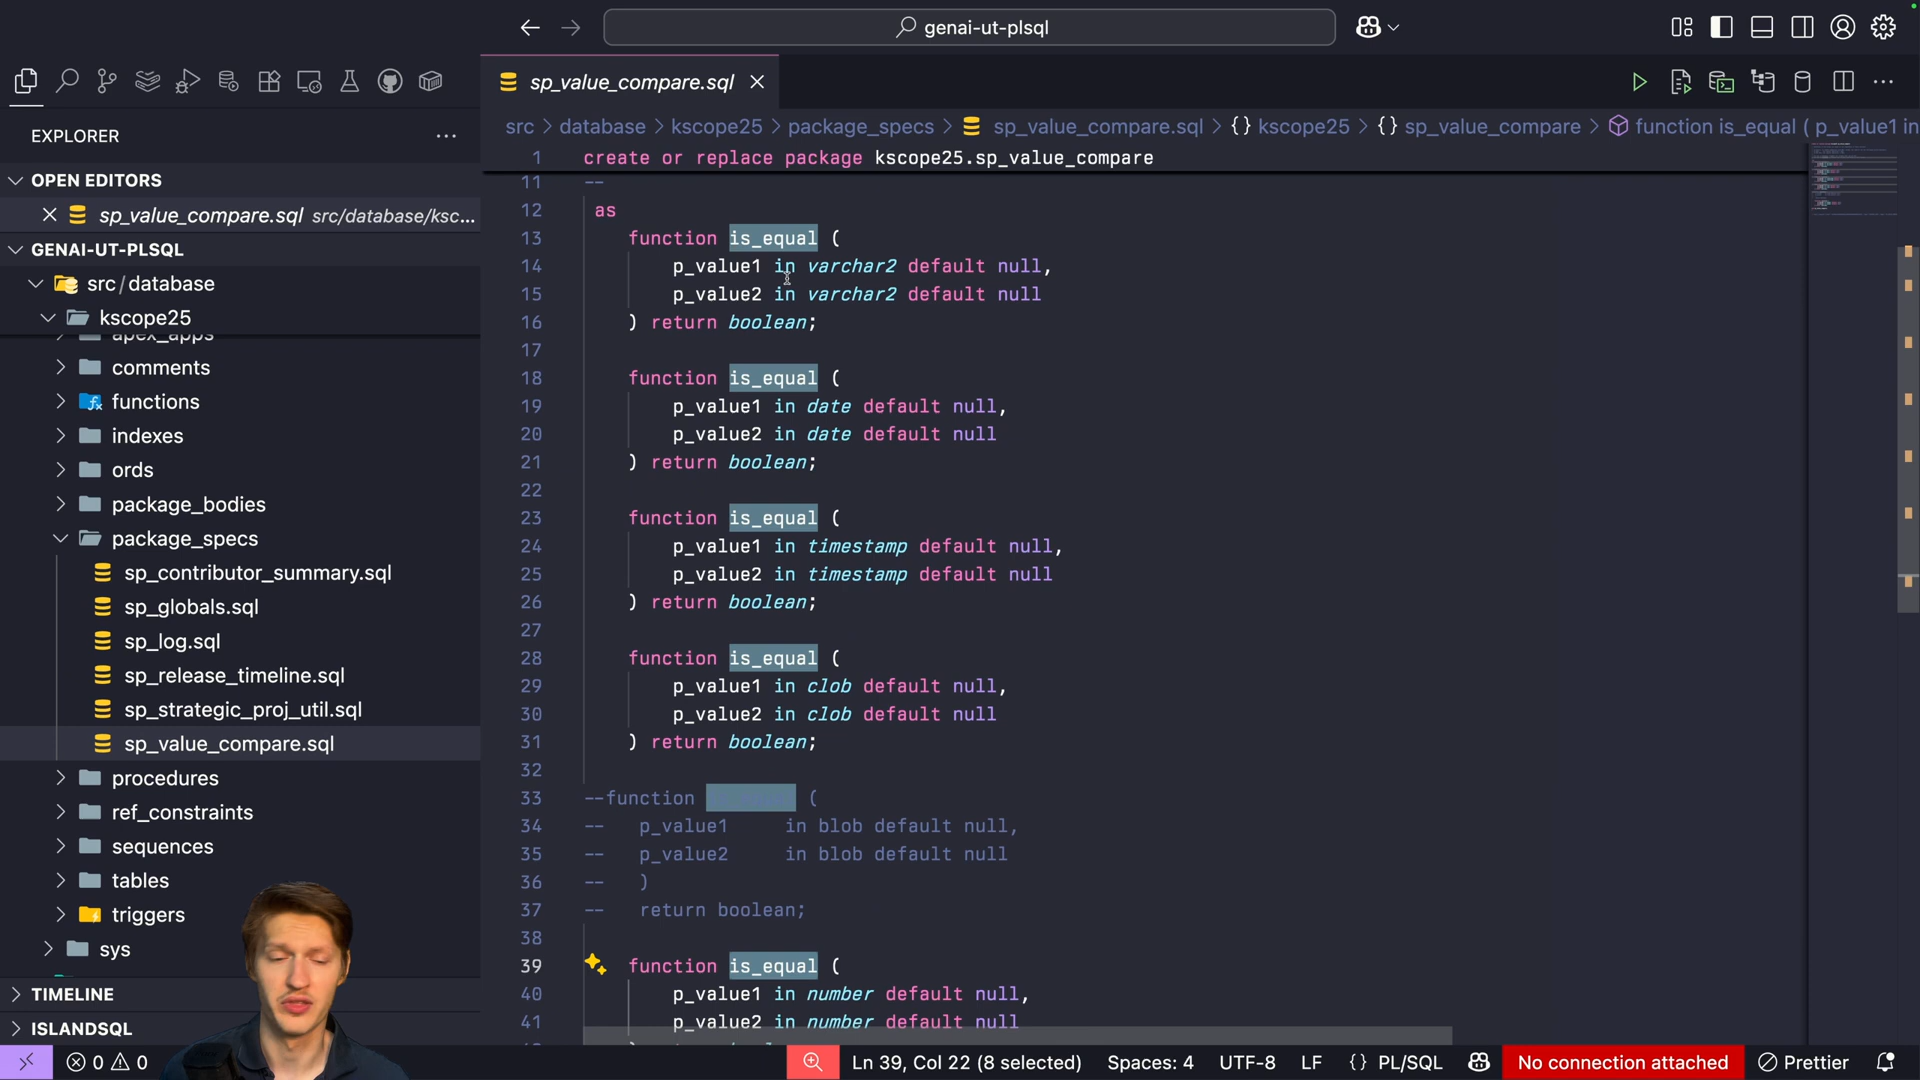 genai-ut-plsql
EXPLORER
OPEN EDITORS
sp_value_compare.sql src/database/ksc...
GENAI-UT-PLSQL
src/database
kscope25
apex_apps
comments
functions
indexes
ords
package_bodies
package_specs
sp_contributor_summary.sql
sp_globals.sql
sp_log.sql
sp_release_timeline.sql
sp_strategic_proj_util.sql
sp_value_compare.sql
procedures
ref_constraints
sequences
tables
triggers
sys
TIMELINE
ISLANDSQL
sp_value_compare.sql
src > database > kscope25 > package_specs > sp_value_compare.sql > {} kscope25 > {} sp_value_compare > function is_equal ( p_value1 in
1 create or replace package kscope25.sp_value_compare
11 --
12 as
13 function is_equal (
14 p_value1 in varchar2 default null,
15 p_value2 in varchar2 default null
16 ) return boolean;
17
18 function is_equal (
19 p_value1 in date default null,
20 p_value2 in date default null
21 ) return boolean;
22
23 function is_equal (
24 p_value1 in timestamp default null,
25 p_value2 in timestamp default null
26 ) return boolean;
27
28 function is_equal (
29 p_value1 in clob default null,
30 p_value2 in clob default null
31 ) return boolean;
32
33 --function (
34 -- p_value1 in blob default null,
35 -- p_value2 in blob default null
36 -- )
37 -- return boolean;
38
39 function is_equal (
40 p_value1 in number default null,
41 p_value2 in number default null
0 0
Ln 39, Col 22 (8 selected)
Spaces: 4
UTF-8
LF
{} PL/SQL
No connection attached
Prettier